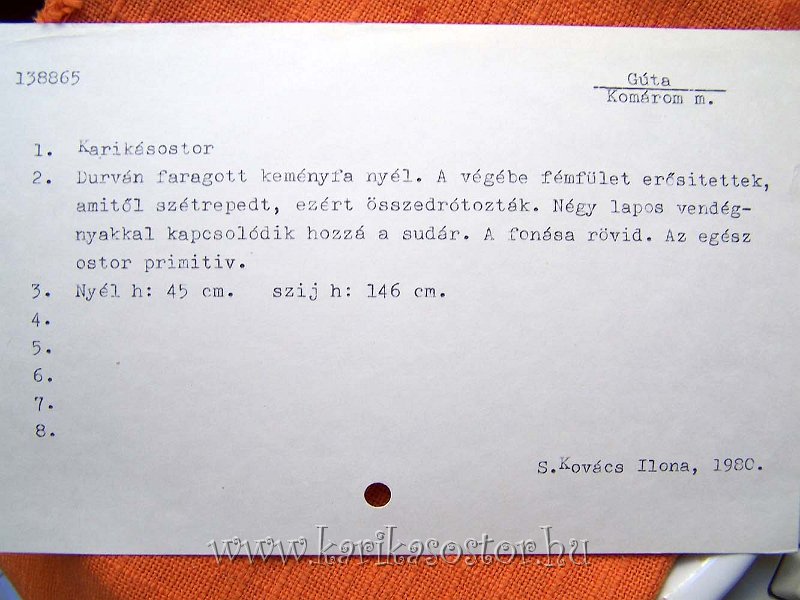 138865
Gúta
Komárom m.
1. Karikásostor
2. Durván faragott keményfa nyél. A végébe fémfület erősitettek,
amitől szétrepedt, ezért összedrótozták. Négy lapos vendég-
nyakkal kapcsolódik hozzá a sudár. A fonása rövid. Az egész
ostor primitiv.
3. Nyél h: 45 cm. szij h: 146 cm.
4.
5.
6.
7.
8.
S.Kovács Ilona, 1980.
www.karikasostor.hu